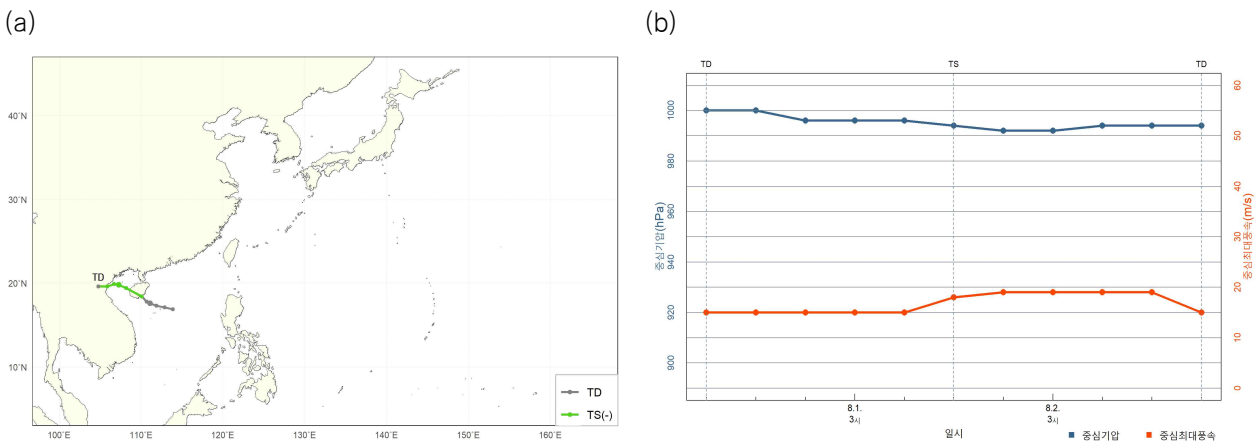 (a)
(b)
40˚N
30˚N
20˚N
10˚N
TD
100˚E
110˚E
120˚E
130˚E
140˚E
150˚E
160˚E
TD
TS(-)
TD
TS
TD
중심기압(hPa)
1000
980
960
940
920
900
중심최대풍속(m/s)
60
50
40
30
20
10
0
8.1.
3시
8.2.
3시
일시
중심기압
중심최대풍속